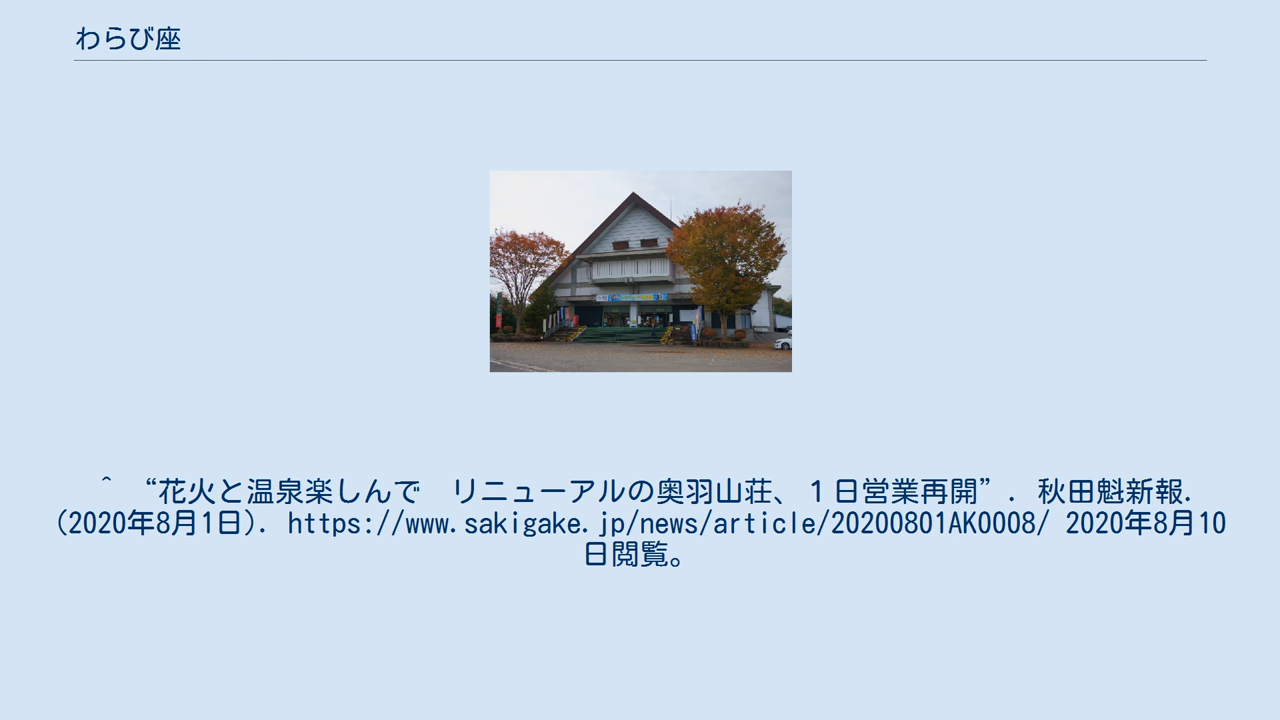 わらび座
^ “花火と温泉楽しんで　リニューアルの奥羽山荘、１日営業再開”. 秋田魁新報.
(2020年8月1日). https://www.sakigake.jp/news/article/20200801AK0008/ 2020年8月10
日閲覧。